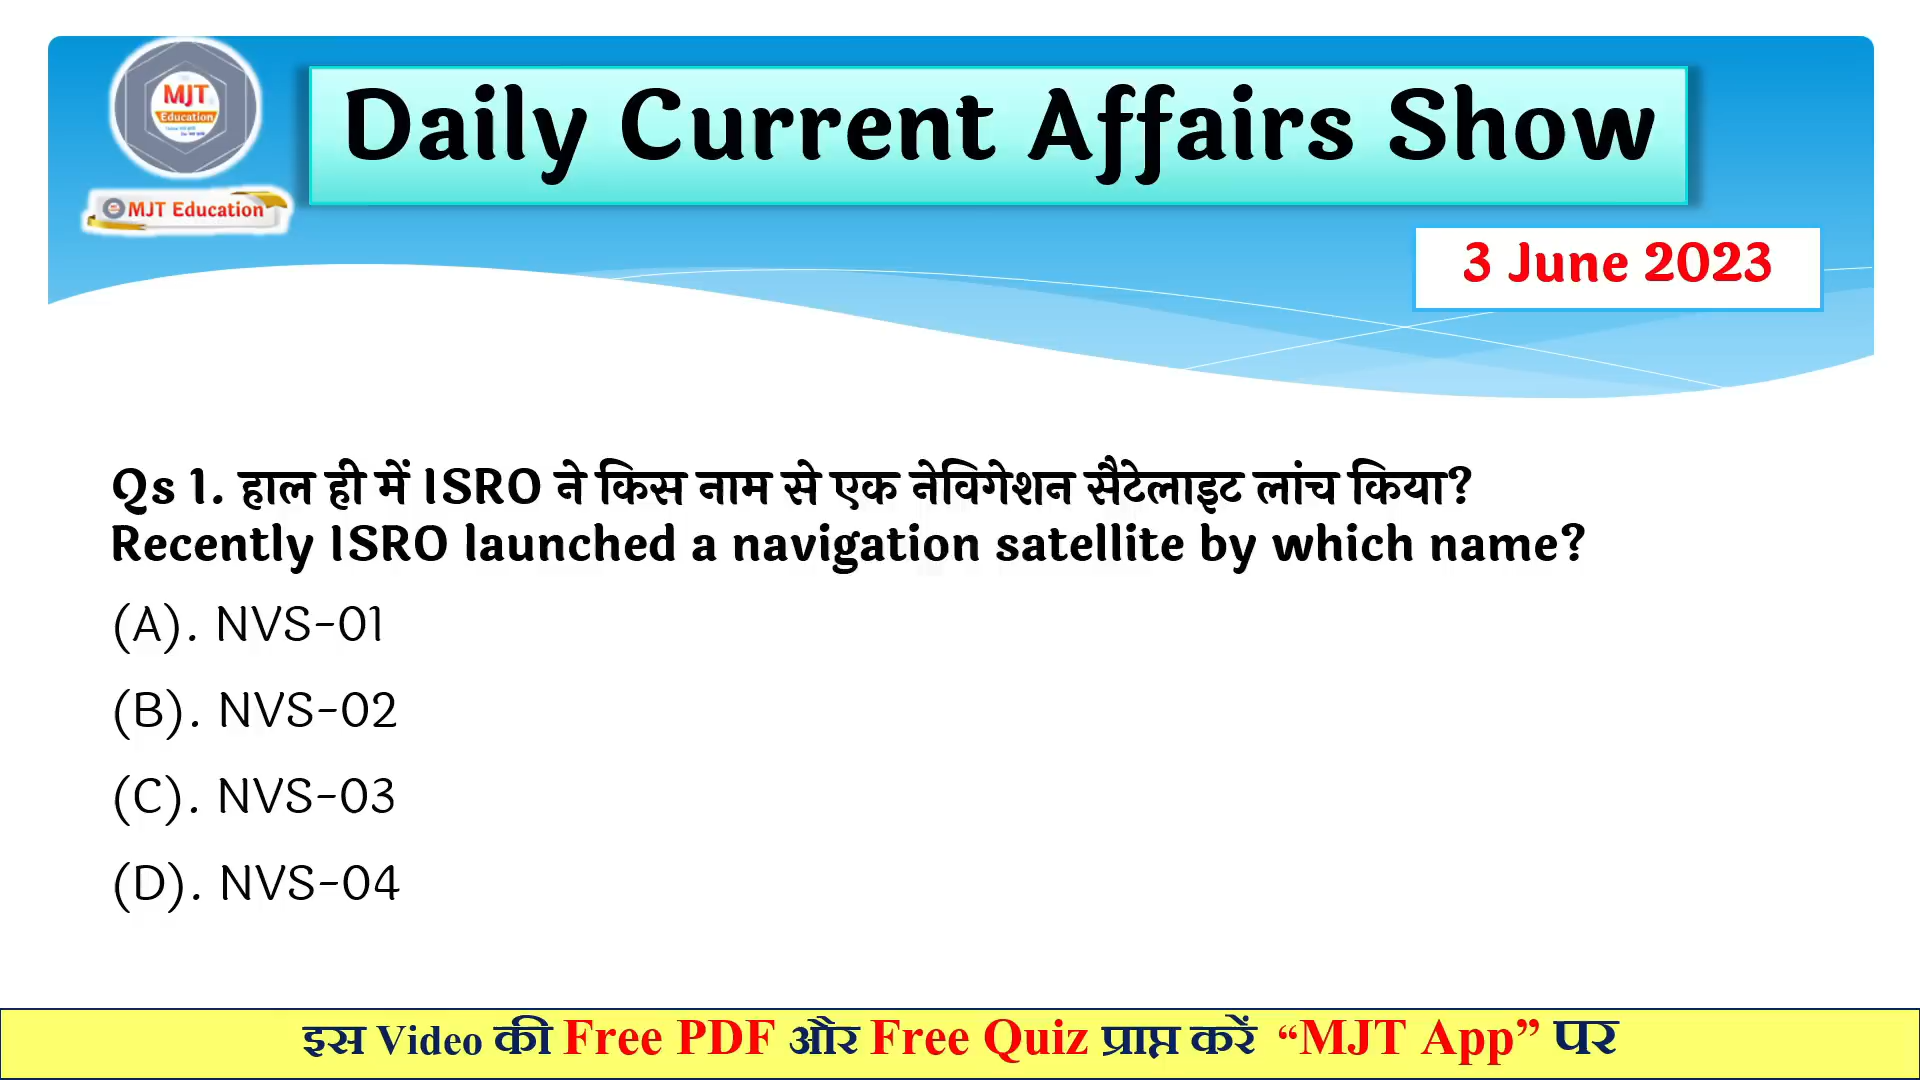 MJT
Education
MJT Education
Daily Current Affairs Show
3 June 2023
Qs 1. हाल ही में ISRO ने किस नाम से एक नेविगेशन सैटेलाइट लांच किया?
Recently ISRO launched a navigation satellite by which name?
(A). NVS-01
(B). NVS-02
(C). NVS-03
(D). NVS-04
इस Video की Free PDF और Free Quiz प्राप्त करें “MJT App” पर